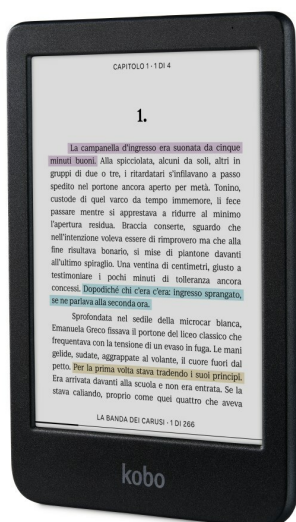 CAPITOLO 1 - 1 DI 4
1.
La campanella d'ingresso era suonata da cinque
minuti buoni. Alla spicciolata, alcuni da soli, altri in
gruppi di due o tre, i ritardatari s'infilavano a passo
spedito nel portone ancora aperto per metà. Tonino,
custode di quel varco da tempo immemore, li fece
passare mentre si apprestava a ridurre al minimo
l'apertura residua. Braccia conserte, sguardo che
nell'intenzione voleva essere di rimprovero ma che alla
fine risultava bonario, si mise di piantone davanti
all'ultimo spiraglio. Una ventina di centimetri, giusto a
testimoniare i pochi minuti di tolleranza ancora
concessi. Dopodiché chi c'era c'era: ingresso sprangato,
se ne parlava alla seconda ora.
Sprofondata nel sedile della microcar bianca,
Emanuela Greco fissava il portone del liceo classico che
frequentava con la tensione di un evaso in fuga. Le mani
gelide, sudate, aggrappate al volante, il cuore fuori dal
petto. Per la prima volta stava tradendo i suoi principi.
Era arrivata davanti alla scuola e non era entrata. Se la
stava caliando, proprio come quei quattro che aveva
LA BANDA DEI CARUSI - 1 DI 266
kobo